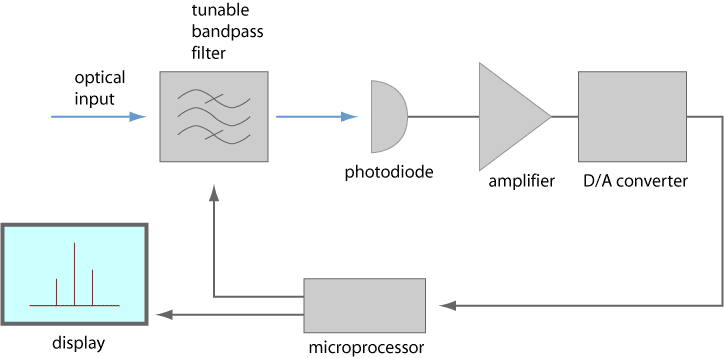 tunable
bandpass
filter
optical
input
photodiode
amplifier
D/A converter
display
microprocessor